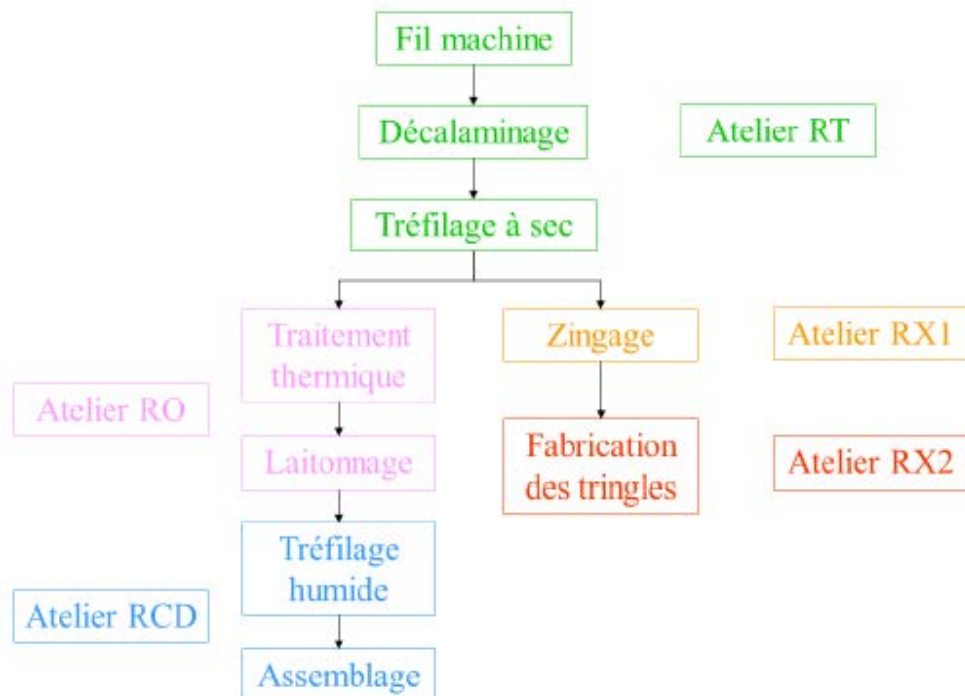 Fil machine
Décalaminage
Atelier RT
Tréfilage à sec
Traitement
thermique
Zingage
Atelier RX1
Atelier RO
Laitonnage
Fabrication
des tringles
Atelier RX2
Tréfilage
humide
Atelier RCD
Assemblage